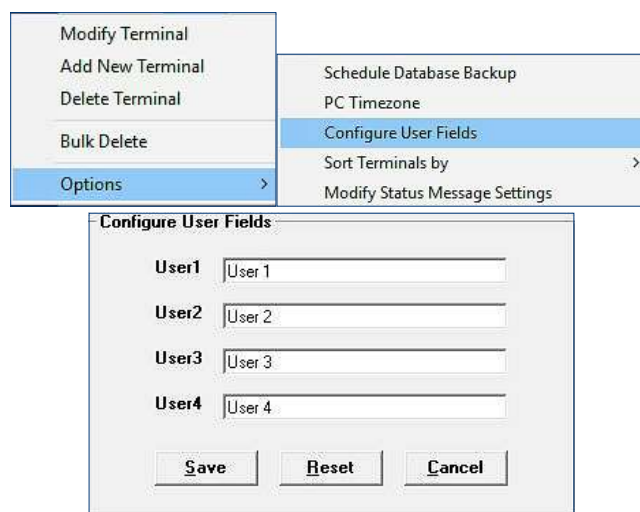 Modify Terminal
Add New Terminal
Delete Terminal
Bulk Delete
Options >
Schedule Database Backup
PC Timezone
Configure User Fields
Sort Terminals by >
Modify Status Message Settings
Configure User Fields
User1 User 1
User2 User 2
User3 User 3
User4 User 4
Save Reset Cancel